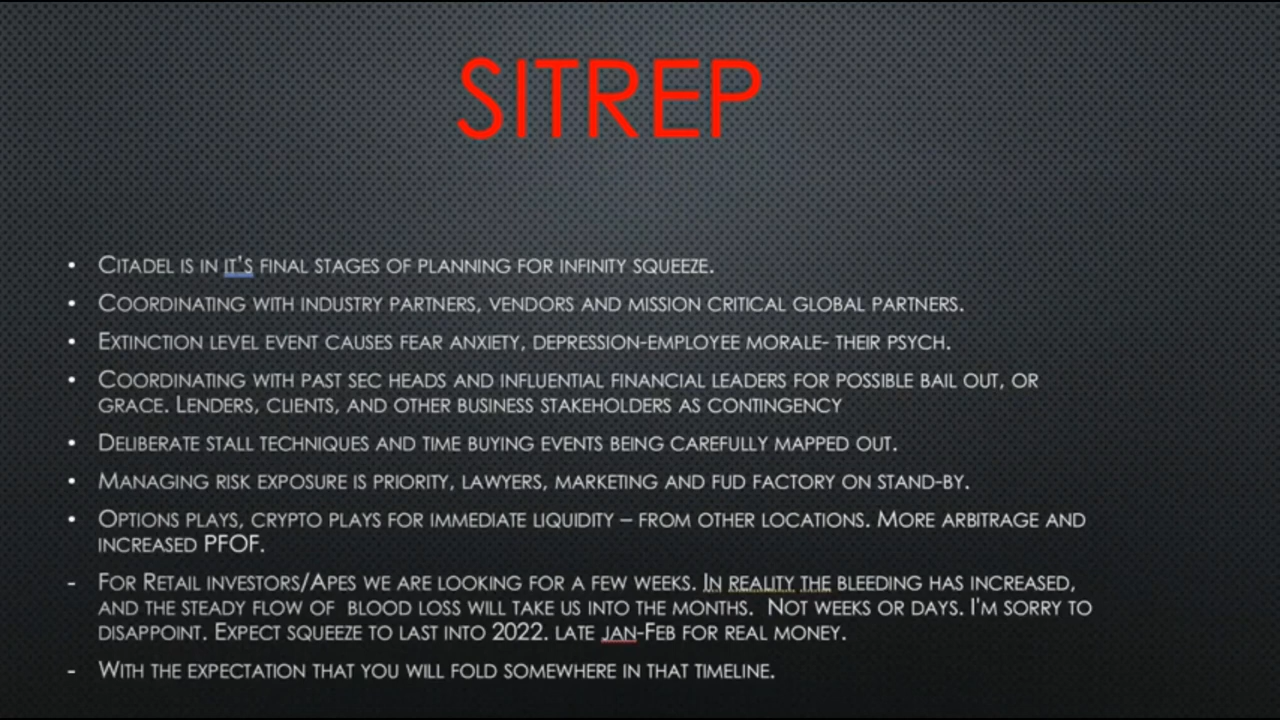 SITREP
• Citadel is in it's final stages of planning for infinity squeeze.
• Coordinating with industry partners, vendors and mission critical global partners.
• Extinction level event causes fear anxiety, depression-employee morale- their psych.
• Coordinating with past SEC heads and influential financial leaders for possible bail out, or
grace. Lenders, clients, and other business stakeholders as contingency
• Deliberate stall techniques and time buying events being carefully mapped out.
• Managing risk exposure is priority, lawyers, marketing and fud factory on stand-by.
• Options plays, crypto plays for immediate liquidity – from other locations. More arbitrage and
increased PFOF.
- For Retail investors/Apes we are looking for a few weeks. In reality the bleeding has increased,
and the steady flow of  blood loss will take us into the months.  Not weeks or days. I'm sorry to
disappoint. Expect squeeze to last into 2022. late jan-Feb for real money.
- With the expectation that you will fold somewhere in that timeline.